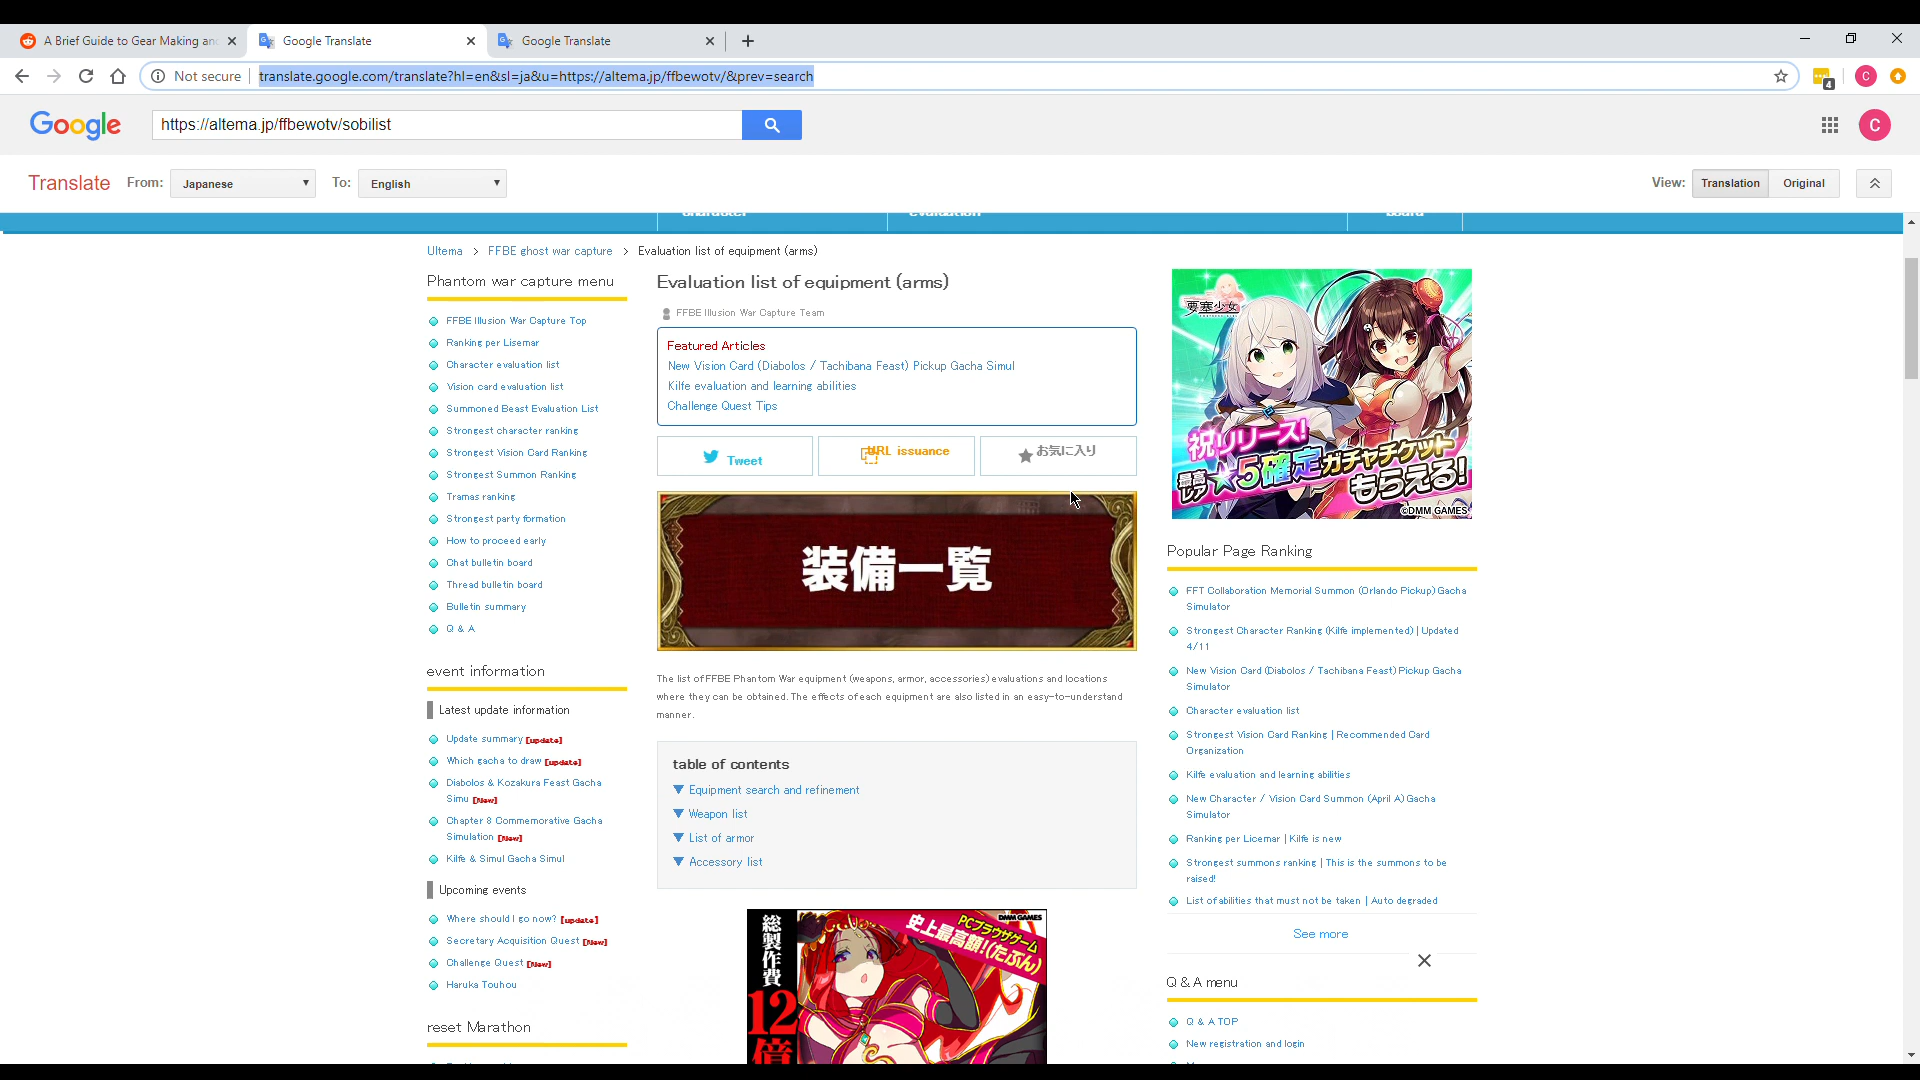 A Brief Guide to Gear Making an
Google Translate
Google Translate
Not secure
translate.google.com/translate?hl=en&sl=ja&u=https://altema.jp/ffbewotv/&prev=search
4
C
Google
https://altema.jp/ffbewotv/sobilist
C
Translate From: Japanese To: English
View: Translation Original
character evaluation board
Ultema > FFBE ghost war capture > Evaluation list of equipment (arms)
Phantom war capture menu
FFBE Illusion War Capture Top
Ranking per Lisemar
Character evaluation list
Vision card evaluation list
Summoned Beast Evaluation List
Strongest character ranking
Strongest Vision Card Ranking
Strongest Summon Ranking
Tramas ranking
Strongest party formation
How to proceed early
Chat bulletin board
Thread bulletin board
Bulletin summary
Q & A
event information
Latest update information
Update summary [update]
Which gacha to draw [update]
Diabolos & Kozakura Feast Gacha
Simu [New]
Chapter 8 Commemorative Gacha
Simulation [New]
Kilfe & Simul Gacha Simul
Upcoming events
Where should I go now? [update]
Secretary Acquisition Quest [New]
Challenge Quest [New]
Haruka Touhou
reset Marathon
Evaluation list of equipment (arms)
FFBE Illusion War Capture Team
Featured Articles
New Vision Card (Diabolos / Tachibana Feast) Pickup Gacha Simul
Kilfe evaluation and learning abilities
Challenge Quest Tips
Tweet
URL issuance
お気に入り
装備一覧
The list of FFBE Phantom War equipment (weapons, armor, accessories) evaluations and locations
where they can be obtained. The effects of each equipment are also listed in an easy-to-understand
manner.
table of contents
▼ Equipment search and refinement
▼ Weapon list
▼ List of armor
▼ Accessory list
総製作費
12億
DMM GAMES
PCブラウザゲーム
史上最高額!(たぶん)
要塞少女
祝リリース!
最高レア★5確定ガチャチケット
もらえる!
©DMM GAMES
Popular Page Ranking
FFT Collaboration Memorial Summon (Orlando Pickup) Gacha
Simulator
Strongest Character Ranking (Kilfe implemented) | Updated
4/11
New Vision Card (Diabolos / Tachibana Feast) Pickup Gacha
Simulator
Character evaluation list
Strongest Vision Card Ranking | Recommended Card
Organization
Kilfe evaluation and learning abilities
New Character / Vision Card Summon (April A) Gacha
Simulator
Ranking per Licemar | Kilfe is new
Strongest summons ranking | This is the summons to be
raised!
List of abilities that must not be taken | Auto degraded
See more
Q & A menu
Q & A TOP
New registration and login